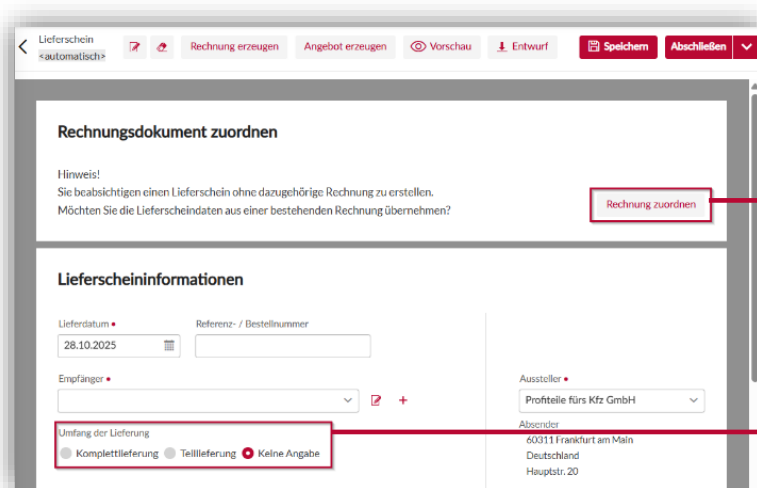 Lieferschein
<automatisch>
Rechnung erzeugen
Angebot erzeugen
Vorschau
Entwurf
Speichern
Abschließen
Rechnungsdokument zuordnen
Hinweis!
Sie beabsichtigen einen Lieferschein ohne dazugehörige Rechnung zu erstellen.
Möchten Sie die Lieferscheindaten aus einer bestehenden Rechnung übernehmen?
Rechnung zuordnen
Lieferscheininformationen
Lieferdatum
Referenz- / Bestellnummer
28.10.2025
Empfänger
Aussteller
Profiteile fürs Kfz GmbH
Umfang der Lieferung
Komplettlieferung
Teillieferung
Keine Angabe
Absender
60311 Frankfurt am Main
Deutschland
Hauptstr. 20